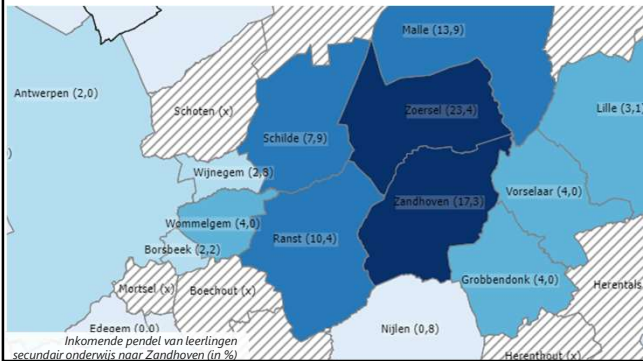 Malle (13,9)
Antwerpen (2,0)
Schoten (x)
Zoersel (23,4)
Lille (3,1)
Schilde (7,9)
Wijnegem (2,8)
Vorselaar (4,0)
Zandhoven (17,3)
Wommelgem (4,0)
Ranst (10,4)
Borsbeek (2,2)
Mortsel (x)
Boechout (x)
Grobbendonk (4,0)
Herentals
Edegem (0,0)
Nijlen (0,8)
Herenthout (x)
Inkomende pendel van leerlingen
secundair onderwijs naar Zandhoven (in %)